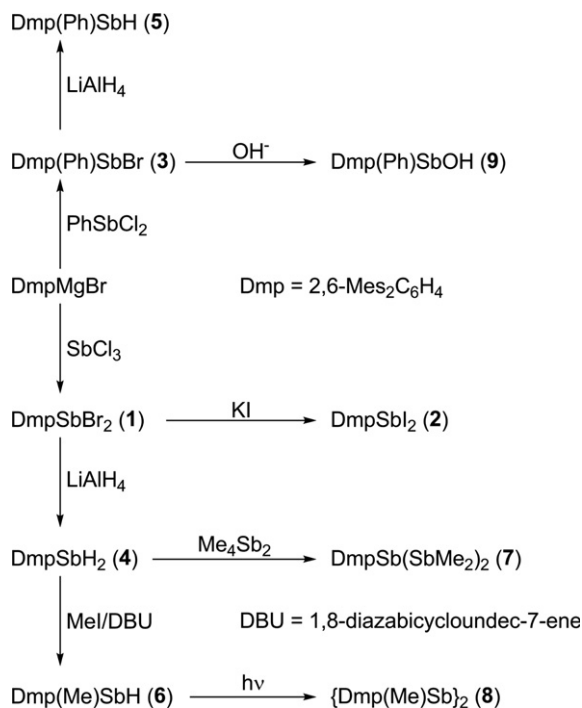 Dmp(Ph)SbH (5)
LiAlH₄
Dmp(Ph)SbBr (3) OH⁻ Dmp(Ph)SbOH (9)
PhSbCl₂
DmpMgBr Dmp = 2,6-Mes₂C₆H₄
SbCl₃
DmpSbBr₂ (1) KI DmpSbI₂ (2)
LiAlH₄
DmpSbH₂ (4) Me₄Sb₂ DmpSb(SbMe₂)₂ (7)
MeI/DBU DBU = 1,8-diazabicycloundec-7-ene
Dmp(Me)SbH (6) hν {Dmp(Me)Sb}₂ (8)